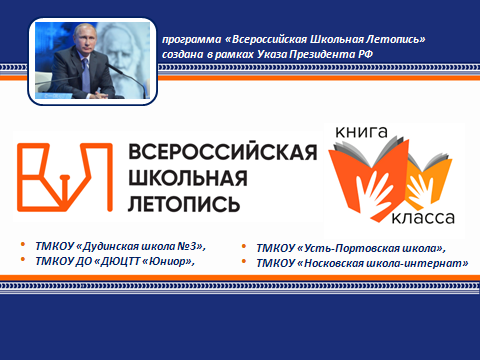 программа «Всероссийская Школьная Летопись»
создана в рамках Указа Президента РФ
ВСЕРОССИЙСКАЯ
ШКОЛЬНАЯ
ЛЕТОПИСЬ
книга
класса
• ТМКОУ «Дудинская школа №3»,
• ТМКОУ ДО «ДЮЦТТ «Юниор»,
• ТМКОУ «Усть-Портовская школа»,
• ТМКОУ «Носковская школа-интернат»